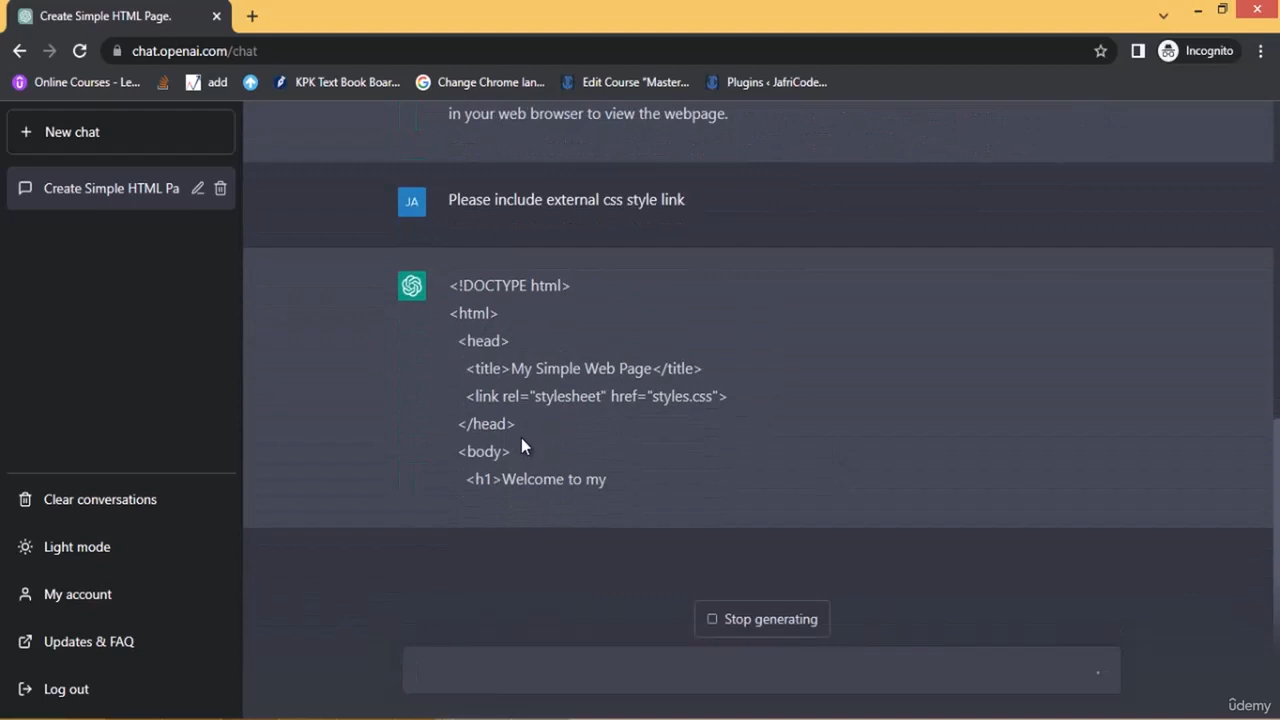 Create Simple HTML Page.
chat.openai.com/chat
Incognito
Online Courses - Le...
add
KPK Text Book Boar...
Change Chrome lan...
Edit Course "Master...
Plugins ‹ JafriCode...
New chat
in your web browser to view the webpage.
Create Simple HTML Pa
JA
Please include external css style link
<!DOCTYPE html>
<html>
<head>
<title>My Simple Web Page</title>
<link rel="stylesheet" href="styles.css">
</head>
<body>
<h1>Welcome to my
Clear conversations
Light mode
My account
Updates & FAQ
Log out
Stop generating
ûdemy